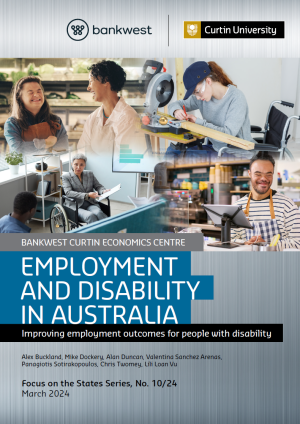 bankwest
Curtin University
BANKWEST CURTIN ECONOMICS CENTRE
EMPLOYMENT
AND DISABILITY
IN AUSTRALIA
Improving employment outcomes for people with disability
Alex Buckland, Mike Dockery, Alan Duncan, Valentina Sanchez Arenas,
Panagiotis Sotirakopoulos, Chris Twomey, Lili Loan Vu
Focus on the States Series, No. 10/24
March 2024